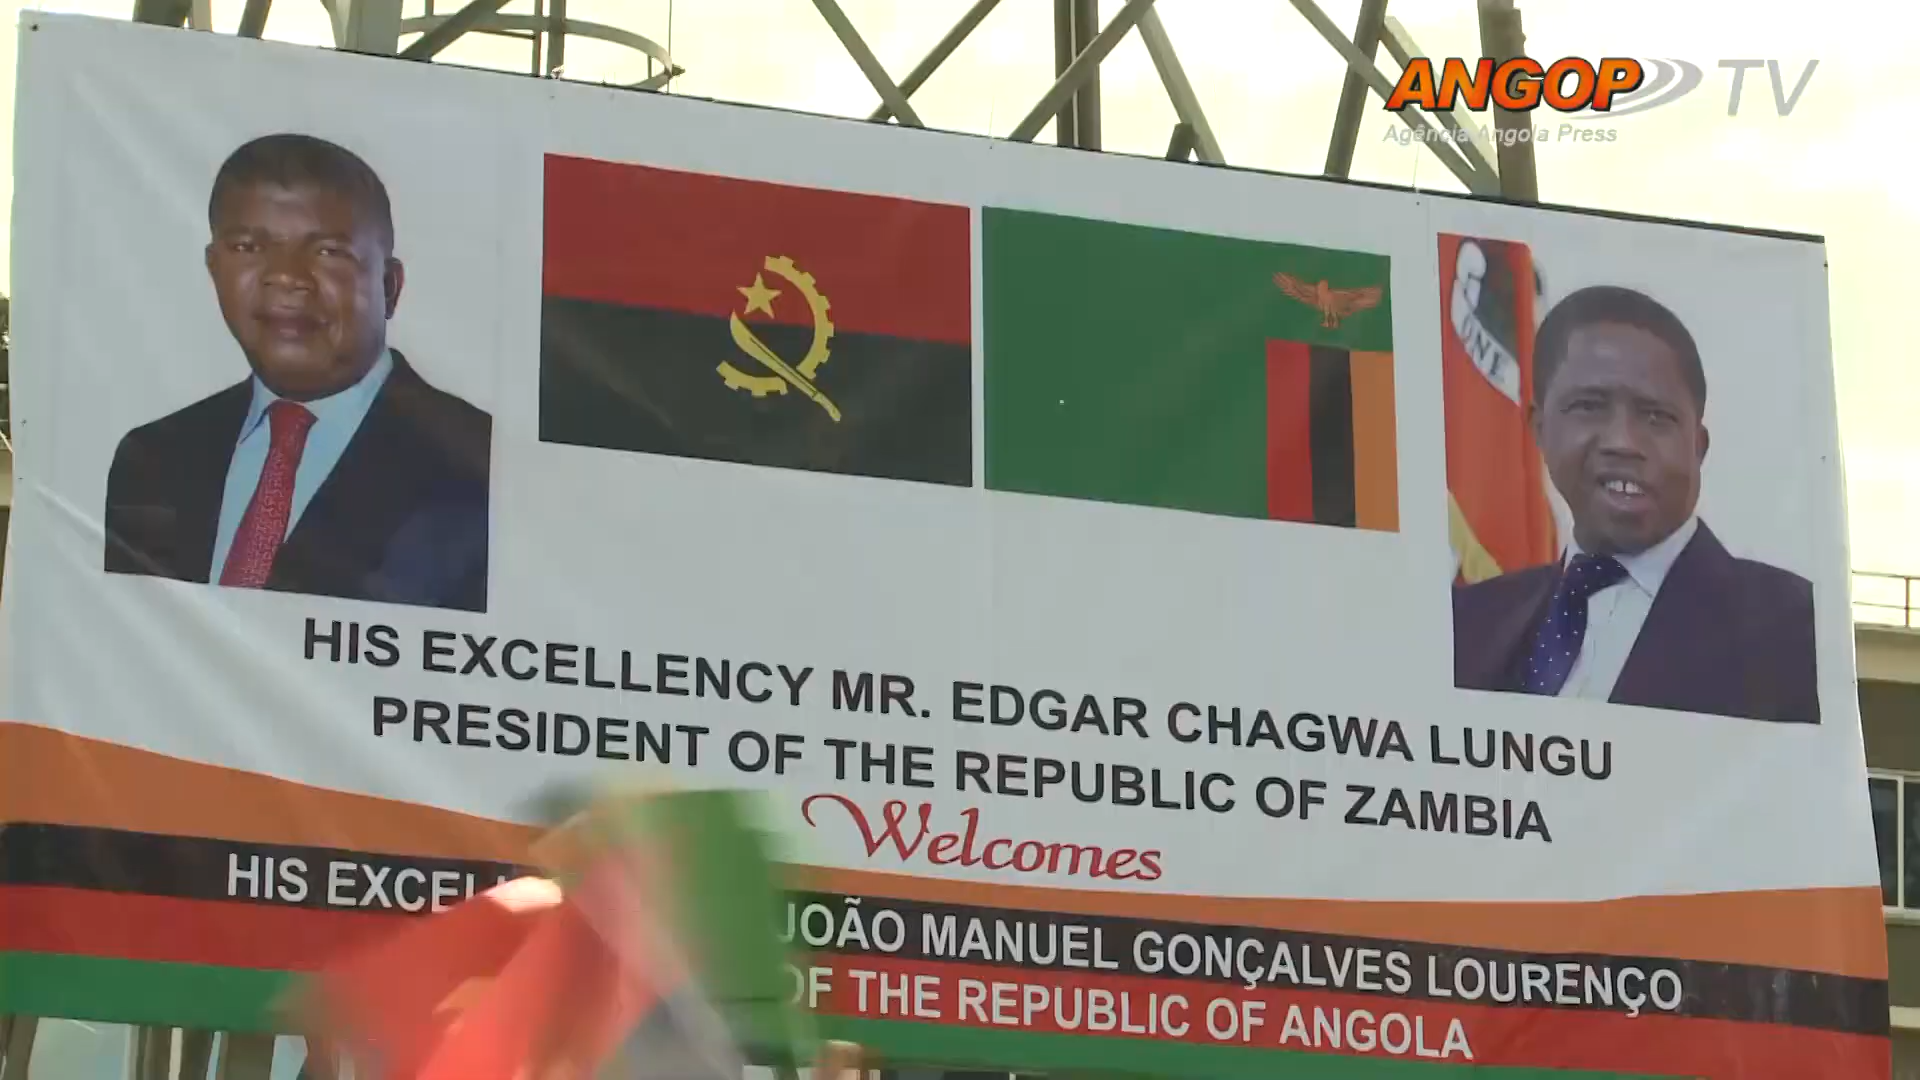 ANGOP TV
Agência Angola Press
HIS EXCELLENCY MR. EDGAR CHAGWA LUNGU
PRESIDENT OF THE REPUBLIC OF ZAMBIA
Welcomes
HIS JOÃO MANUEL GONÇALVES LOURENÇO
OF THE REPUBLIC OF ANGOLA